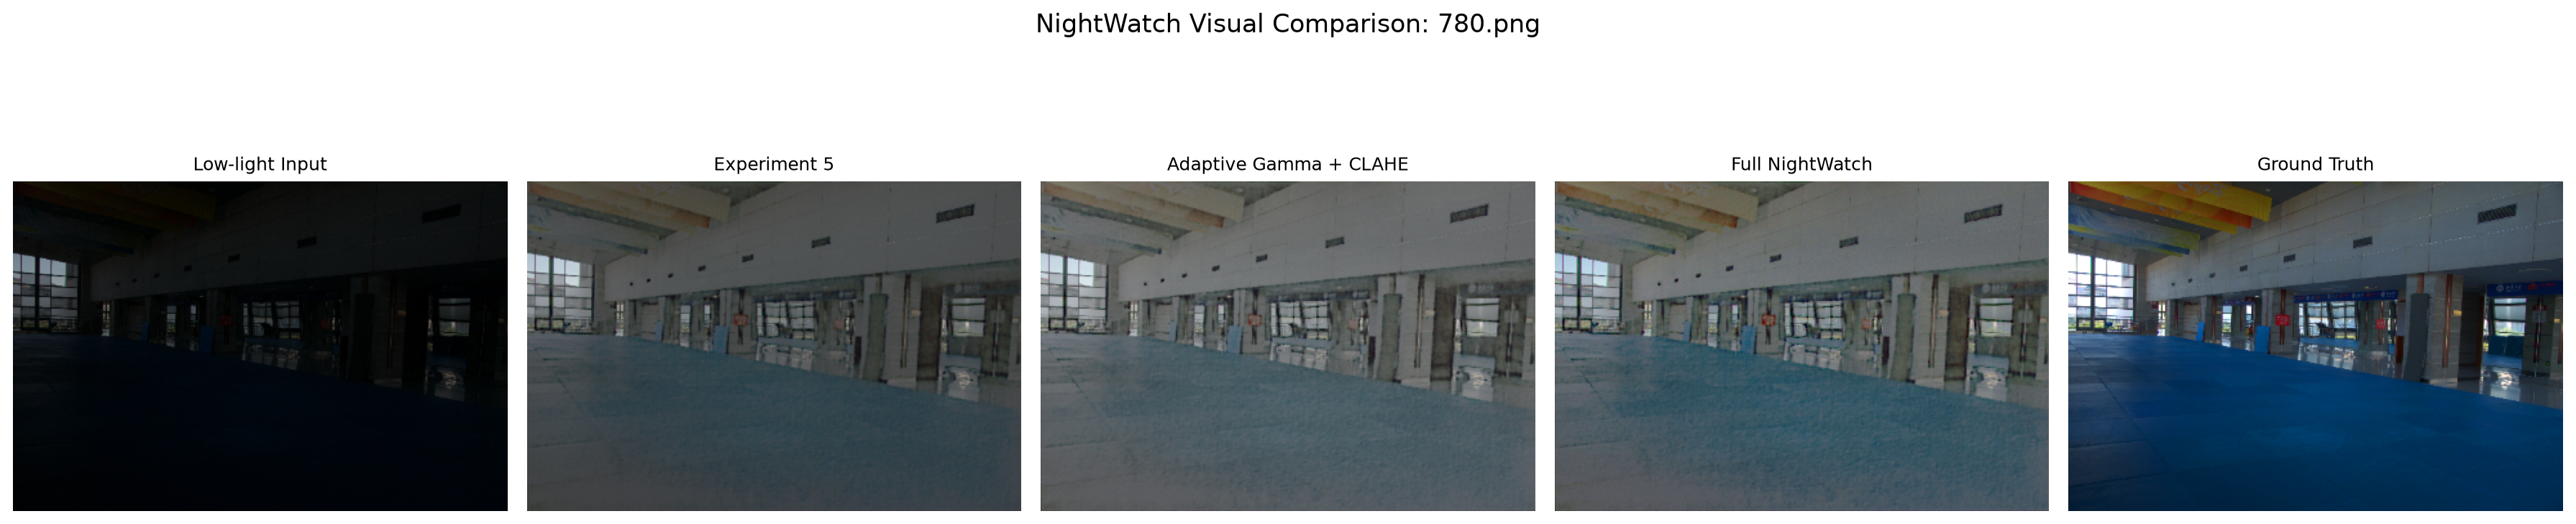 NightWatch Visual Comparison: 780.png
Low-light Input
Experiment 5
Adaptive Gamma + CLAHE
Full NightWatch
Ground Truth